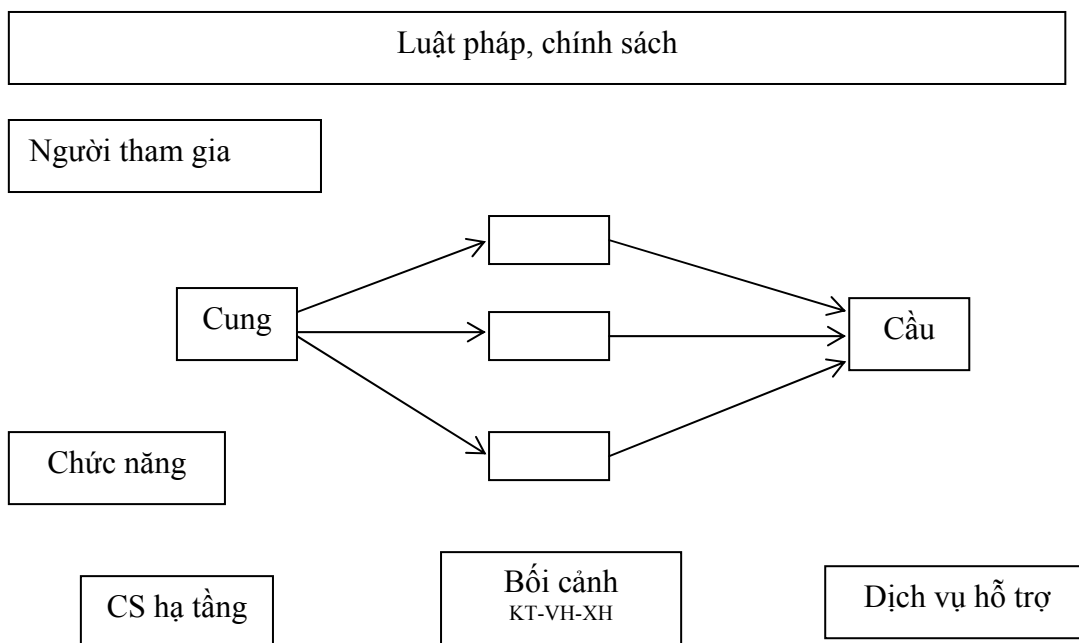 Luật pháp, chính sách
Người tham gia
Cung
Cầu
Chức năng
CS hạ tầng
Bối cảnh
KT-VH-XH
Dịch vụ hỗ trợ